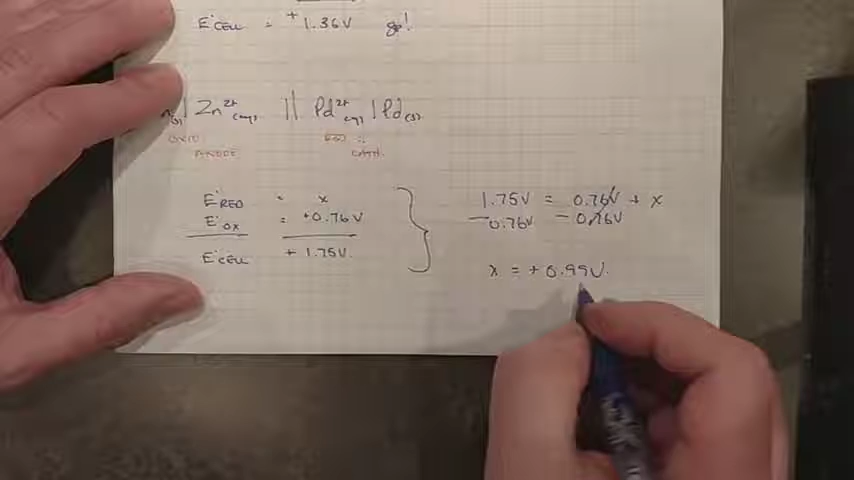 E°CELL = +1.36V go!
(s)| Zn²⁺(aq) || Pd²⁺(aq) | Pd(s)
OXID
ANODE CATH.
E°RED = x
E°OX = +0.76V
E°CELL +1.75V
1.75V = 0.76V + x
-0.76V -0.76V
x = +0.99V.